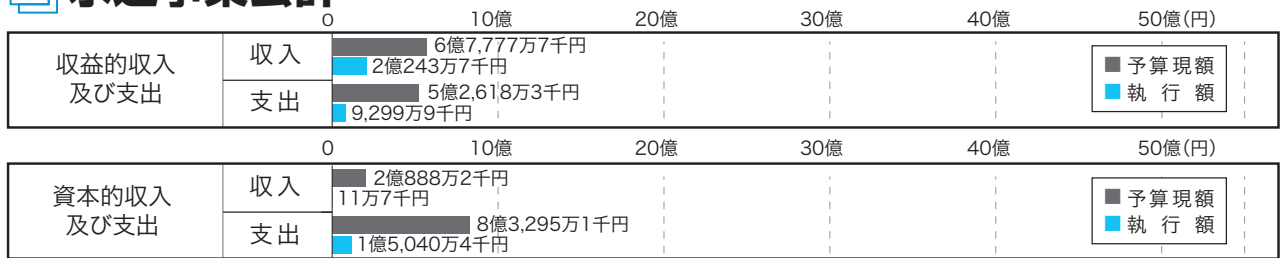 0 10億 20億 30億 40億 50億(円)
収益的収入
及び支出
収入
6億7,777万7千円
2億243万7千円
支出
5億2,618万3千円
9,299万9千円
予算現額
執行額
0 10億 20億 30億 40億 50億(円)
資本的収入
及び支出
収入
2億888万2千円
11万7千円
支出
8億3,295万1千円
1億5,040万4千円
予算現額
執行額